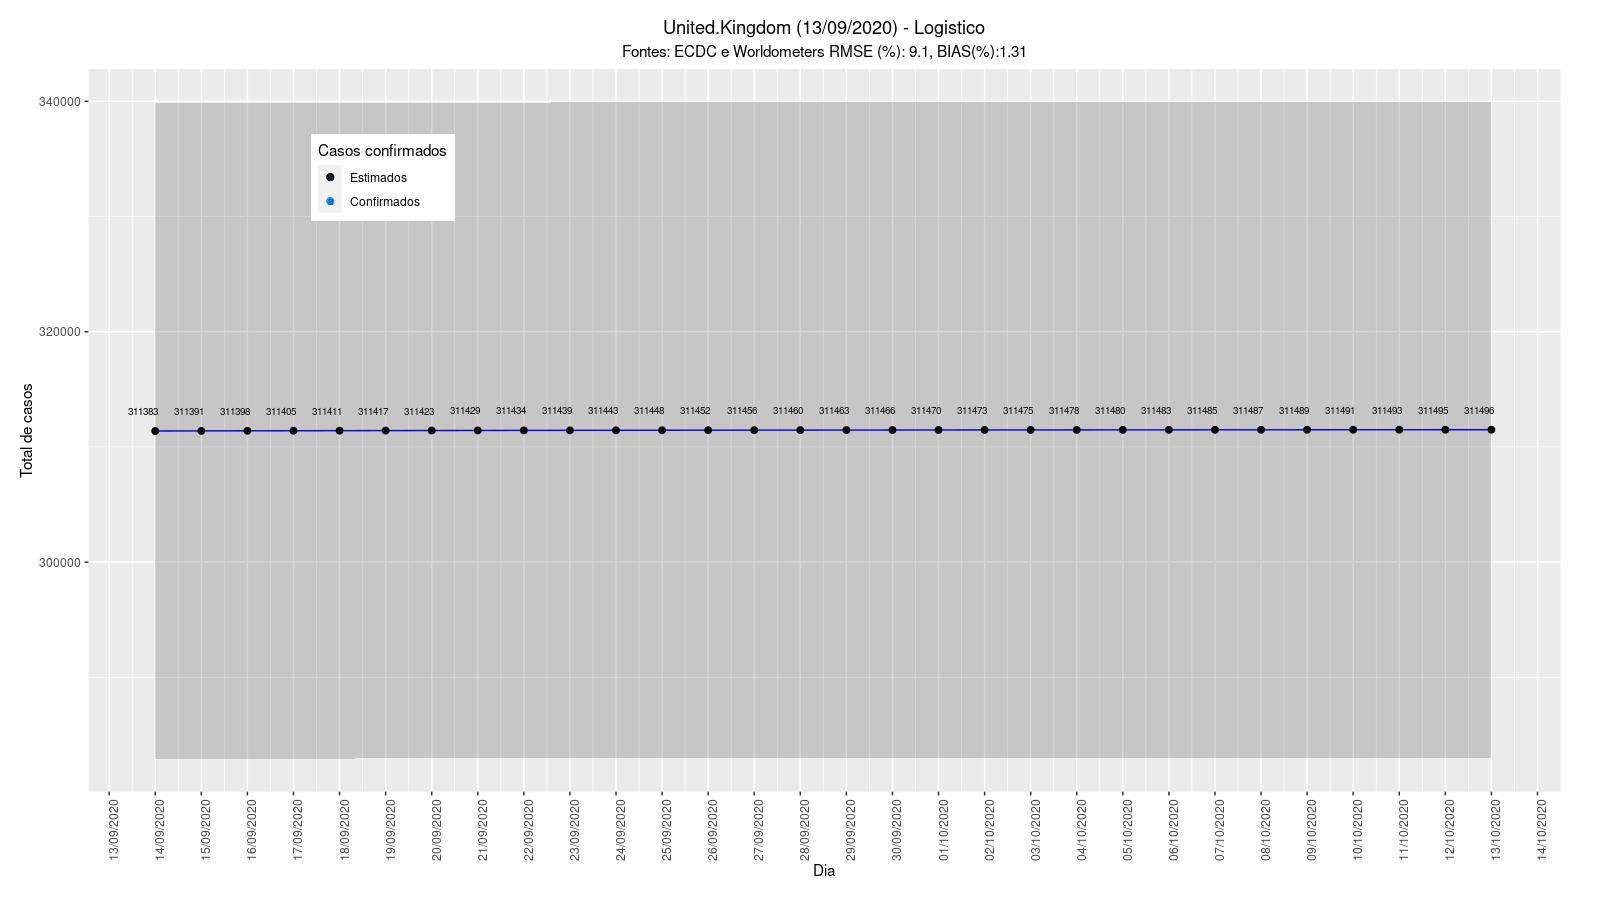 United.Kingdom (13/09/2020) - Logistico
Fontes: ECDC e Worldometers RMSE (%): 9.1, BIAS(%):1.31
340000
320000
300000
Total de casos
Casos confirmados
Estimados
Confirmados
311383 311391 311398 311405 311411 311417 311423 311429 311434 311439 311443 311448 311452 311456 311460 311463 311466 311470 311473 311475 311478 311480 311483 311485 311487 311489 311491 311493 311495 311496
13/09/2020 14/09/2020 15/09/2020 16/09/2020 17/09/2020 18/09/2020 19/09/2020 20/09/2020 21/09/2020 22/09/2020 23/09/2020 24/09/2020 25/09/2020 26/09/2020 27/09/2020 28/09/2020 29/09/2020 30/09/2020 01/10/2020 02/10/2020 03/10/2020 04/10/2020 05/10/2020 06/10/2020 07/10/2020 08/10/2020 09/10/2020 10/10/2020 11/10/2020 12/10/2020 13/10/2020 14/10/2020
Dia